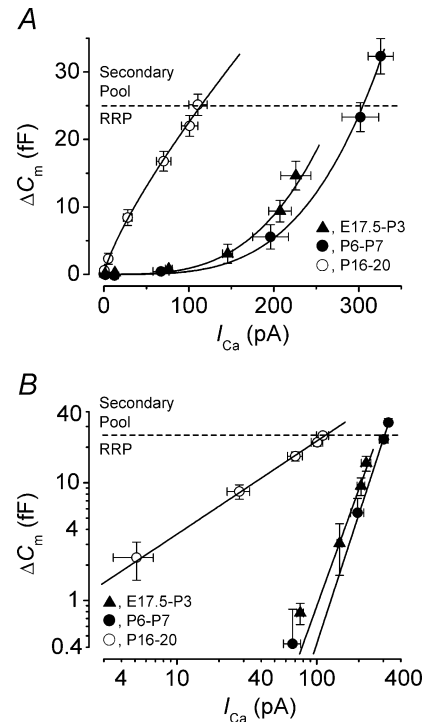 A
Secondary
Pool
RRP
30
20
10
0
ΔCm (fF)
▲, E17.5-P3
●, P6-P7
○, P16-20
0 100 200 300
ICa (pA)
B
Secondary
Pool
RRP
40
10
4
1
0.4
ΔCm (fF)
▲, E17.5-P3
●, P6-P7
○, P16-20
4 10 40 100 400
ICa (pA)